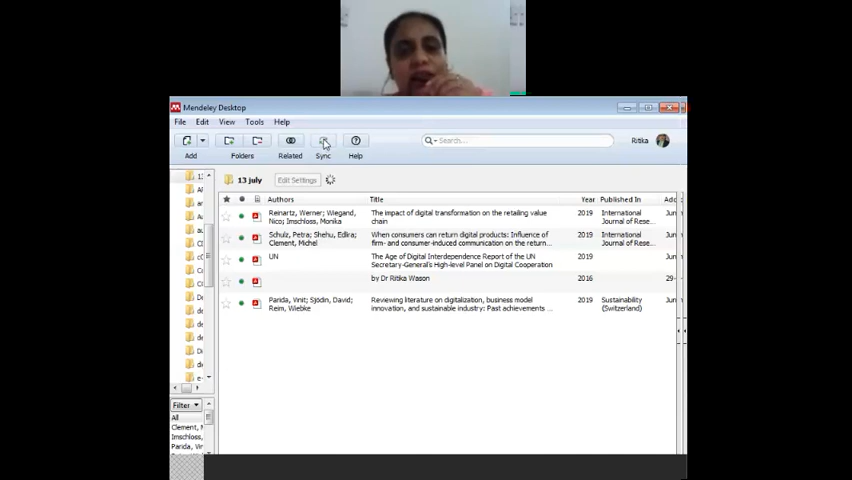 Mendeley Desktop
File Edit View Tools Help
Add Folders Related Sync Help
Search... Ritika
13 july Edit Settings
Authors Title Year Published In
Reinartz, Werner; Wiegand, Nico; Imschloss, Monika
The impact of digital transformation on the retailing value chain
2019
International Journal of Rese...
Schulz, Petra; Shehu, Edlira; Clement, Michel
When consumers can return digital products: Influence of firm- and consumer-induced communication on the return...
2019
International Journal of Rese...
UN
The Age of Digital Interdependence Report of the UN Secretary-General's High-level Panel on Digital Cooperation
2019
by Dr Ritika Wason
2016
29-
Parida, Vinit; Sjödin, David; Reim, Wiebke
Reviewing literature on digitalization, business model innovation, and sustainable industry: Past achievements ...
2019
Sustainability (Switzerland)
Filter
All
Clement, M
Imschloss,